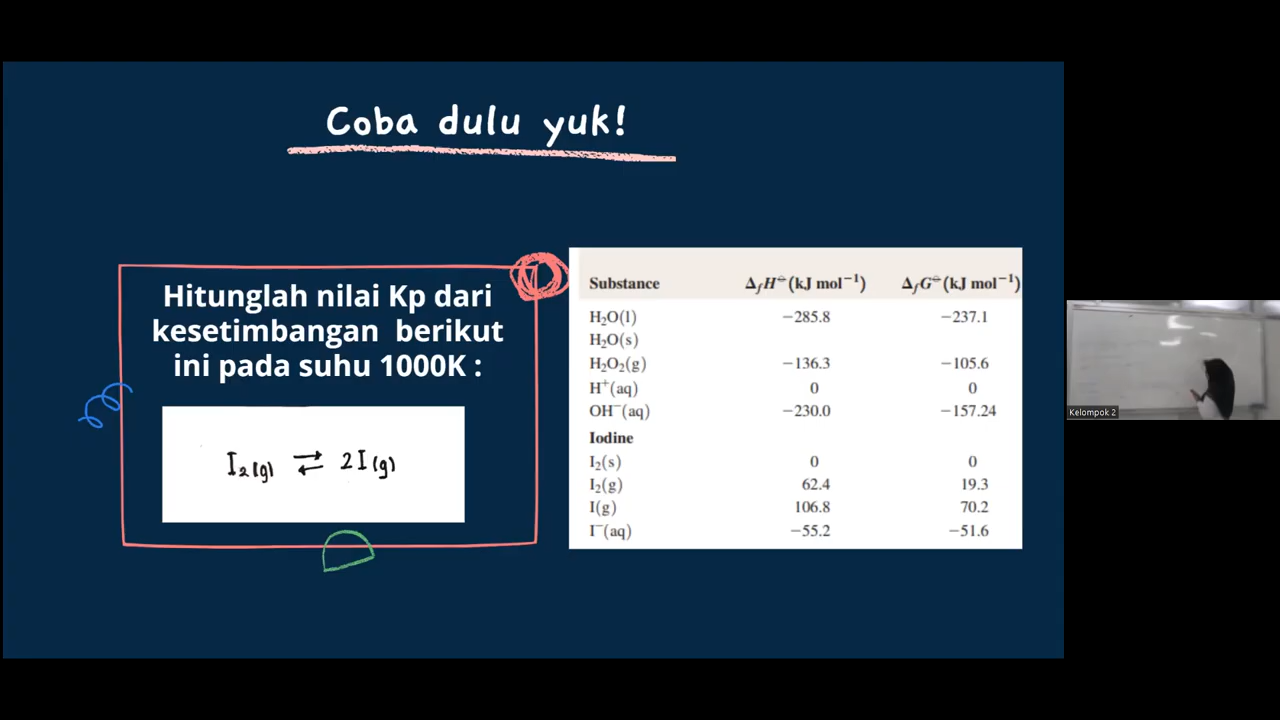 Coba dulu yuk!
Hitunglah nilai Kp dari
kesetimbangan berikut
ini pada suhu 1000K :
I₂(g) ⇄ 2I(g)
Substance ΔfH⦵(kJ mol⁻¹) ΔfG⦵(kJ mol⁻¹)
H₂O(l) −285.8 −237.1
H₂O(s)
H₂O₂(g) −136.3 −105.6
H⁺(aq) 0 0
OH⁻(aq) −230.0 −157.24
Iodine
I₂(s) 0 0
I₂(g) 62.4 19.3
I(g) 106.8 70.2
I⁻(aq) −55.2 −51.6
Kelompok 2